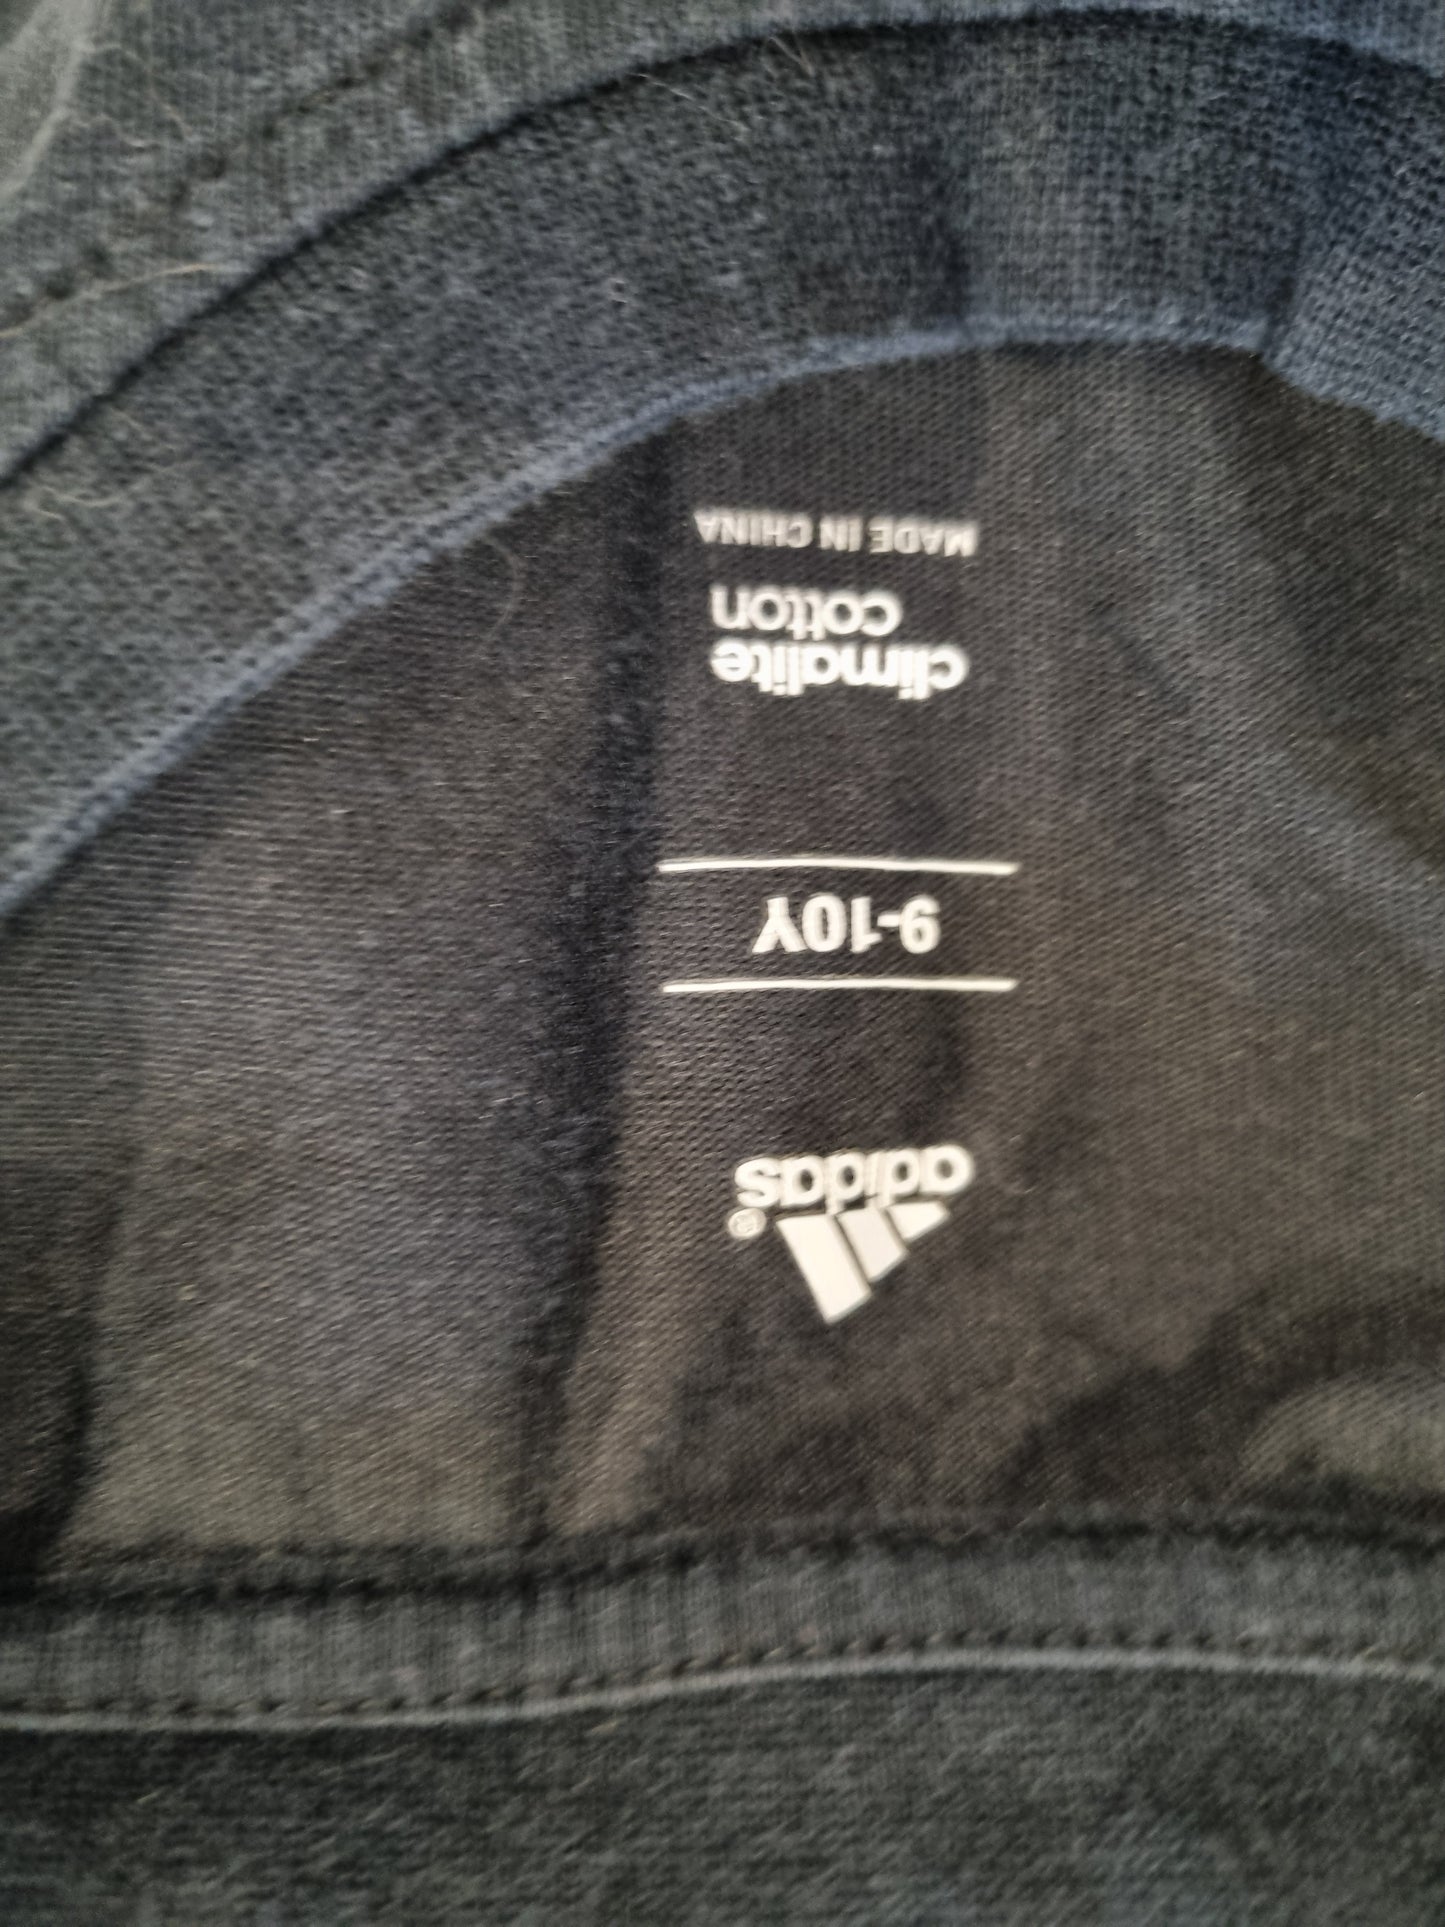 adidas
®
9-10Y
climalite
cotton
MADE IN CHINA